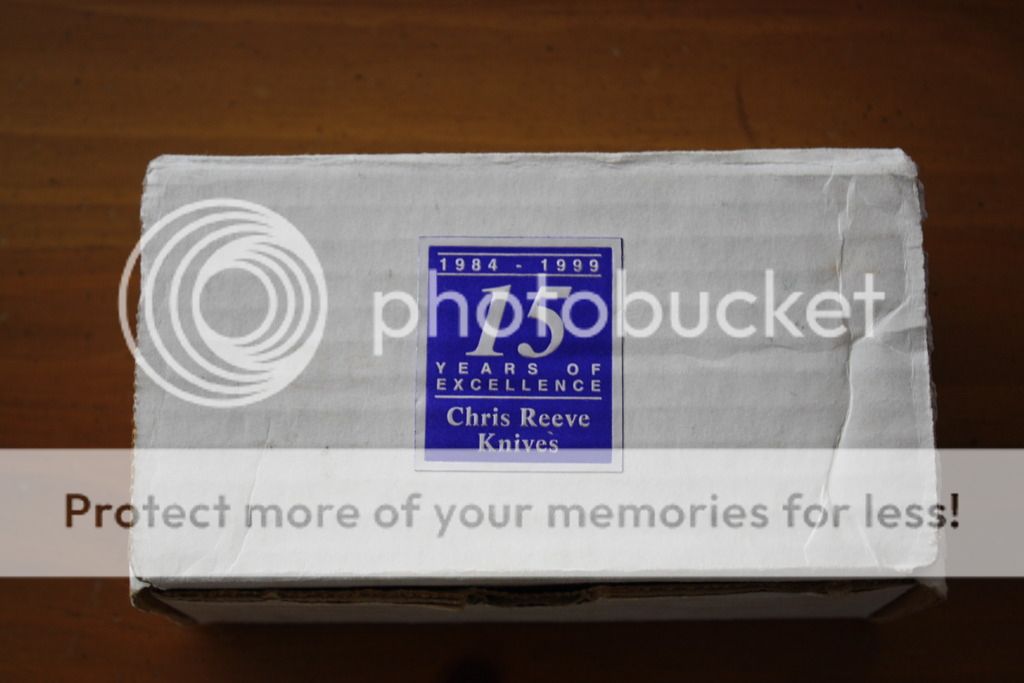 1984 - 1999
15
YEARS OF
EXCELLENCE
Chris Reeve
Knives
photobucket
Protect more of your memories for less!